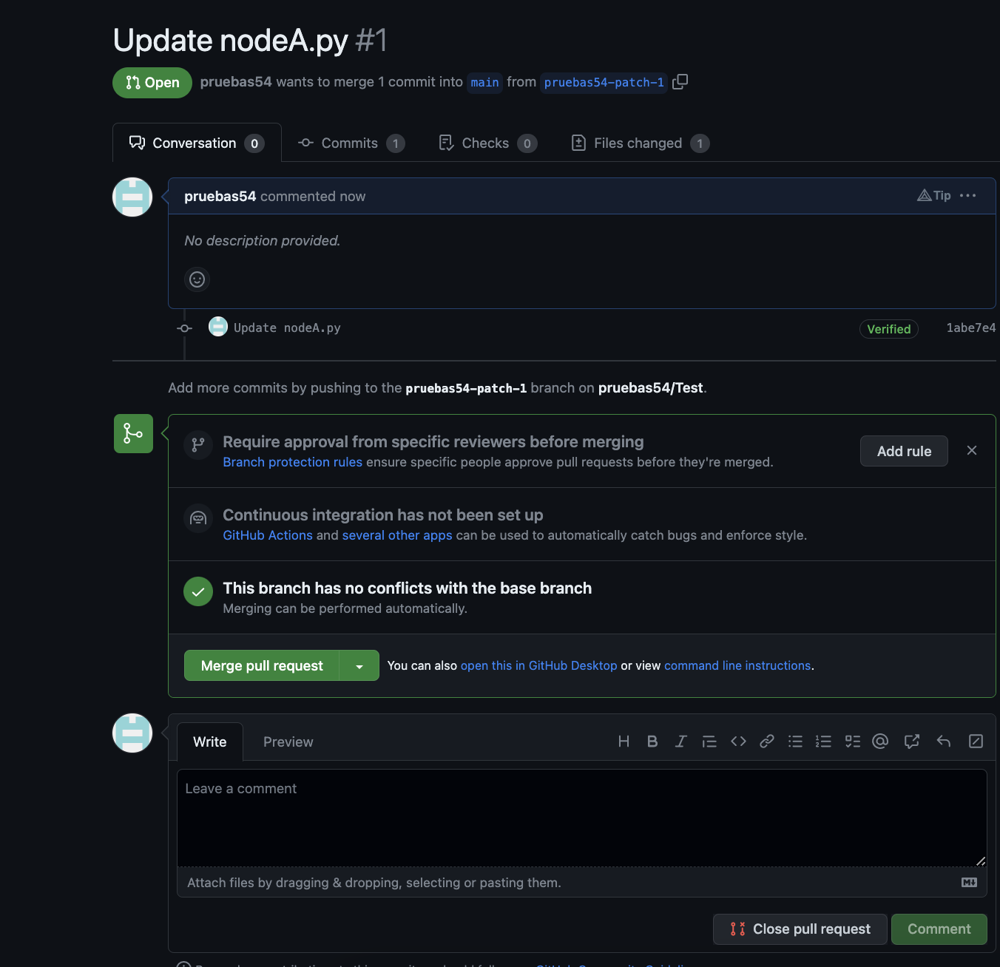 Update nodeA.py #1
Open pruebas54 wants to merge 1 commit into main from pruebas54-patch-1
Conversation 0 Commits 1 Checks 0 Files changed 1
pruebas54 commented now Tip
No description provided.
Update nodeA.py Verified 1abe7e4
Add more commits by pushing to the pruebas54-patch-1 branch on pruebas54/Test.
Require approval from specific reviewers before merging
Branch protection rules ensure specific people approve pull requests before they're merged.
Add rule
Continuous integration has not been set up
GitHub Actions and several other apps can be used to automatically catch bugs and enforce style.
This branch has no conflicts with the base branch
Merging can be performed automatically.
Merge pull request You can also open this in GitHub Desktop or view command line instructions.
Write Preview
Leave a comment
Attach files by dragging & dropping, selecting or pasting them.
Close pull request Comment